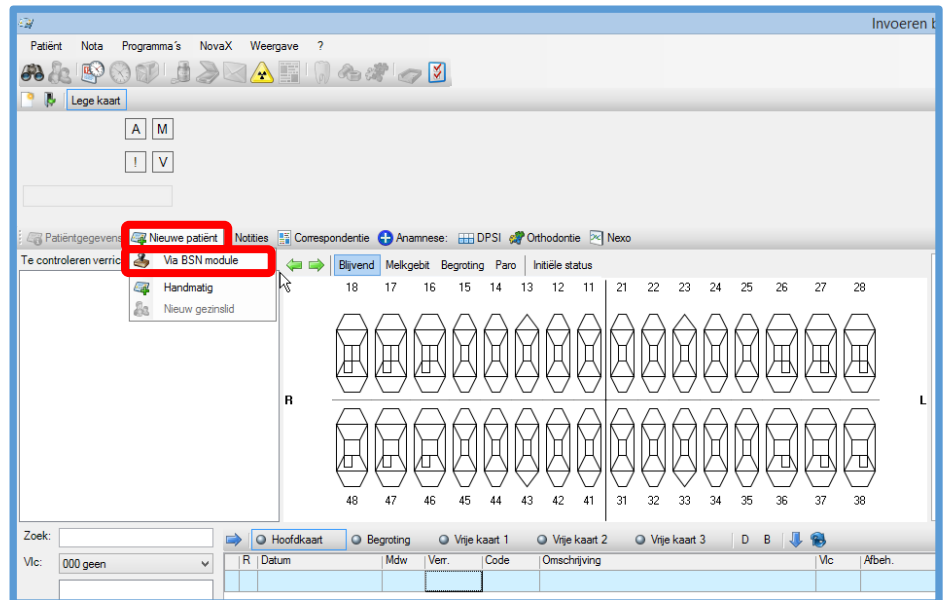 Invoeren b
Patiënt Nota Programma´s NovaX Weergave ?
Lege kaart
A M
! V
Patiëntgegevens Nieuwe patiënt Notities Correspondentie Anamnese: DPSI Orthodontie Nexo
Te controleren verric
Via BSN module
Handmatig
Nieuw gezinslid
Blijvend Melkgebit Begroting Paro Initiële status
18 17 16 15 14 13 12 11 21 22 23 24 25 26 27 28
R L
48 47 46 45 44 43 42 41 31 32 33 34 35 36 37 38
Zoek: Hoofdkaart Begroting Vrije kaart 1 Vrije kaart 2 Vrije kaart 3 D B
Vlc: 000 geen
R Datum Mdw Verr. Code Omschrijving Vlc Afbeh.